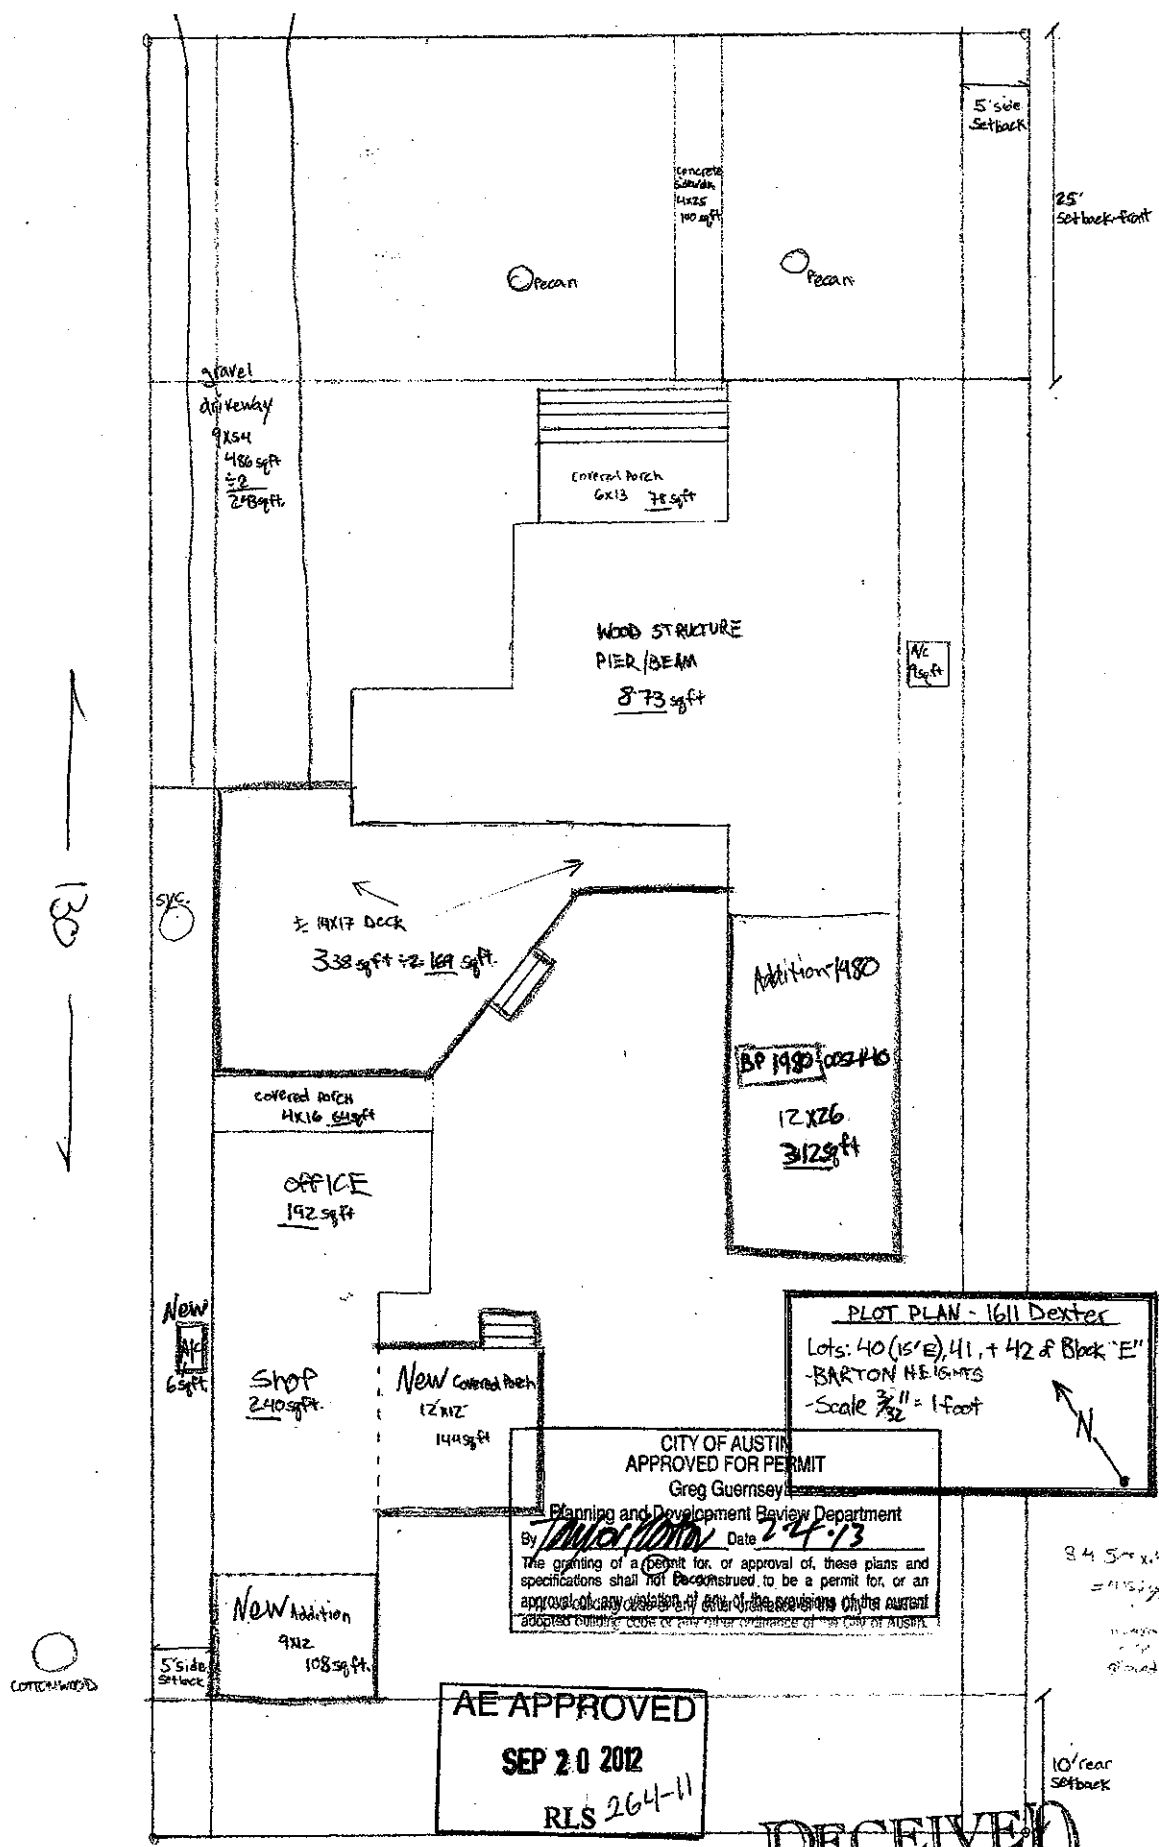 5' side
setback
25'
setback-front
concrete
sidewalk
4x25
100 sqft
Pecan
Pecan
gravel
driveway
9x54
486 sqft
÷2
243 sqft.
covered Porch
6x13 78 sqft
WOOD STRUCTURE
PIER/BEAM
873 sqft
A/C
9sqft
130
syc.
± 19x17 Deck
338 sqft ÷2 = 169 sqft.
Addition-1980
BP 1980-
12x26
312 sqft
covered Porch
4x16 64 sqft
OFFICE
192 sqft
New
A/C
6 sqft.
Shop
240 sqft.
New Covered Porch
12'x12'
144 sqft
PLOT PLAN - 1611 Dexter
Lots: 40 (15'E), 41, + 42 of Block "E"
-BARTON HEIGHTS
-Scale 3/32" = 1 foot
N
CITY OF AUSTIN
APPROVED FOR PERMIT
Greg Guernsey
Planning and Development Review Department
By Date 2-4-13
The granting of a permit for, or approval of, these plans and
specifications shall not be construed to be a permit for, or an
approval of, any violation of any of the provisions of the current
adopted building code or any other ordinance of the City of Austin.
New Addition
9x12
108 sqft.
5' side
setback
COTTONWOOD
AE APPROVED
SEP 20 2012
RLS 264-11
10' rear
setback
RECEIVED